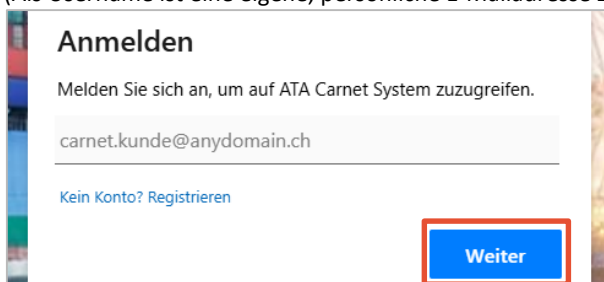 Anmelden
Melden Sie sich an, um auf ATA Carnet System zuzugreifen.
carnet.kunde@anydomain.ch
Kein Konto? Registrieren
Weiter